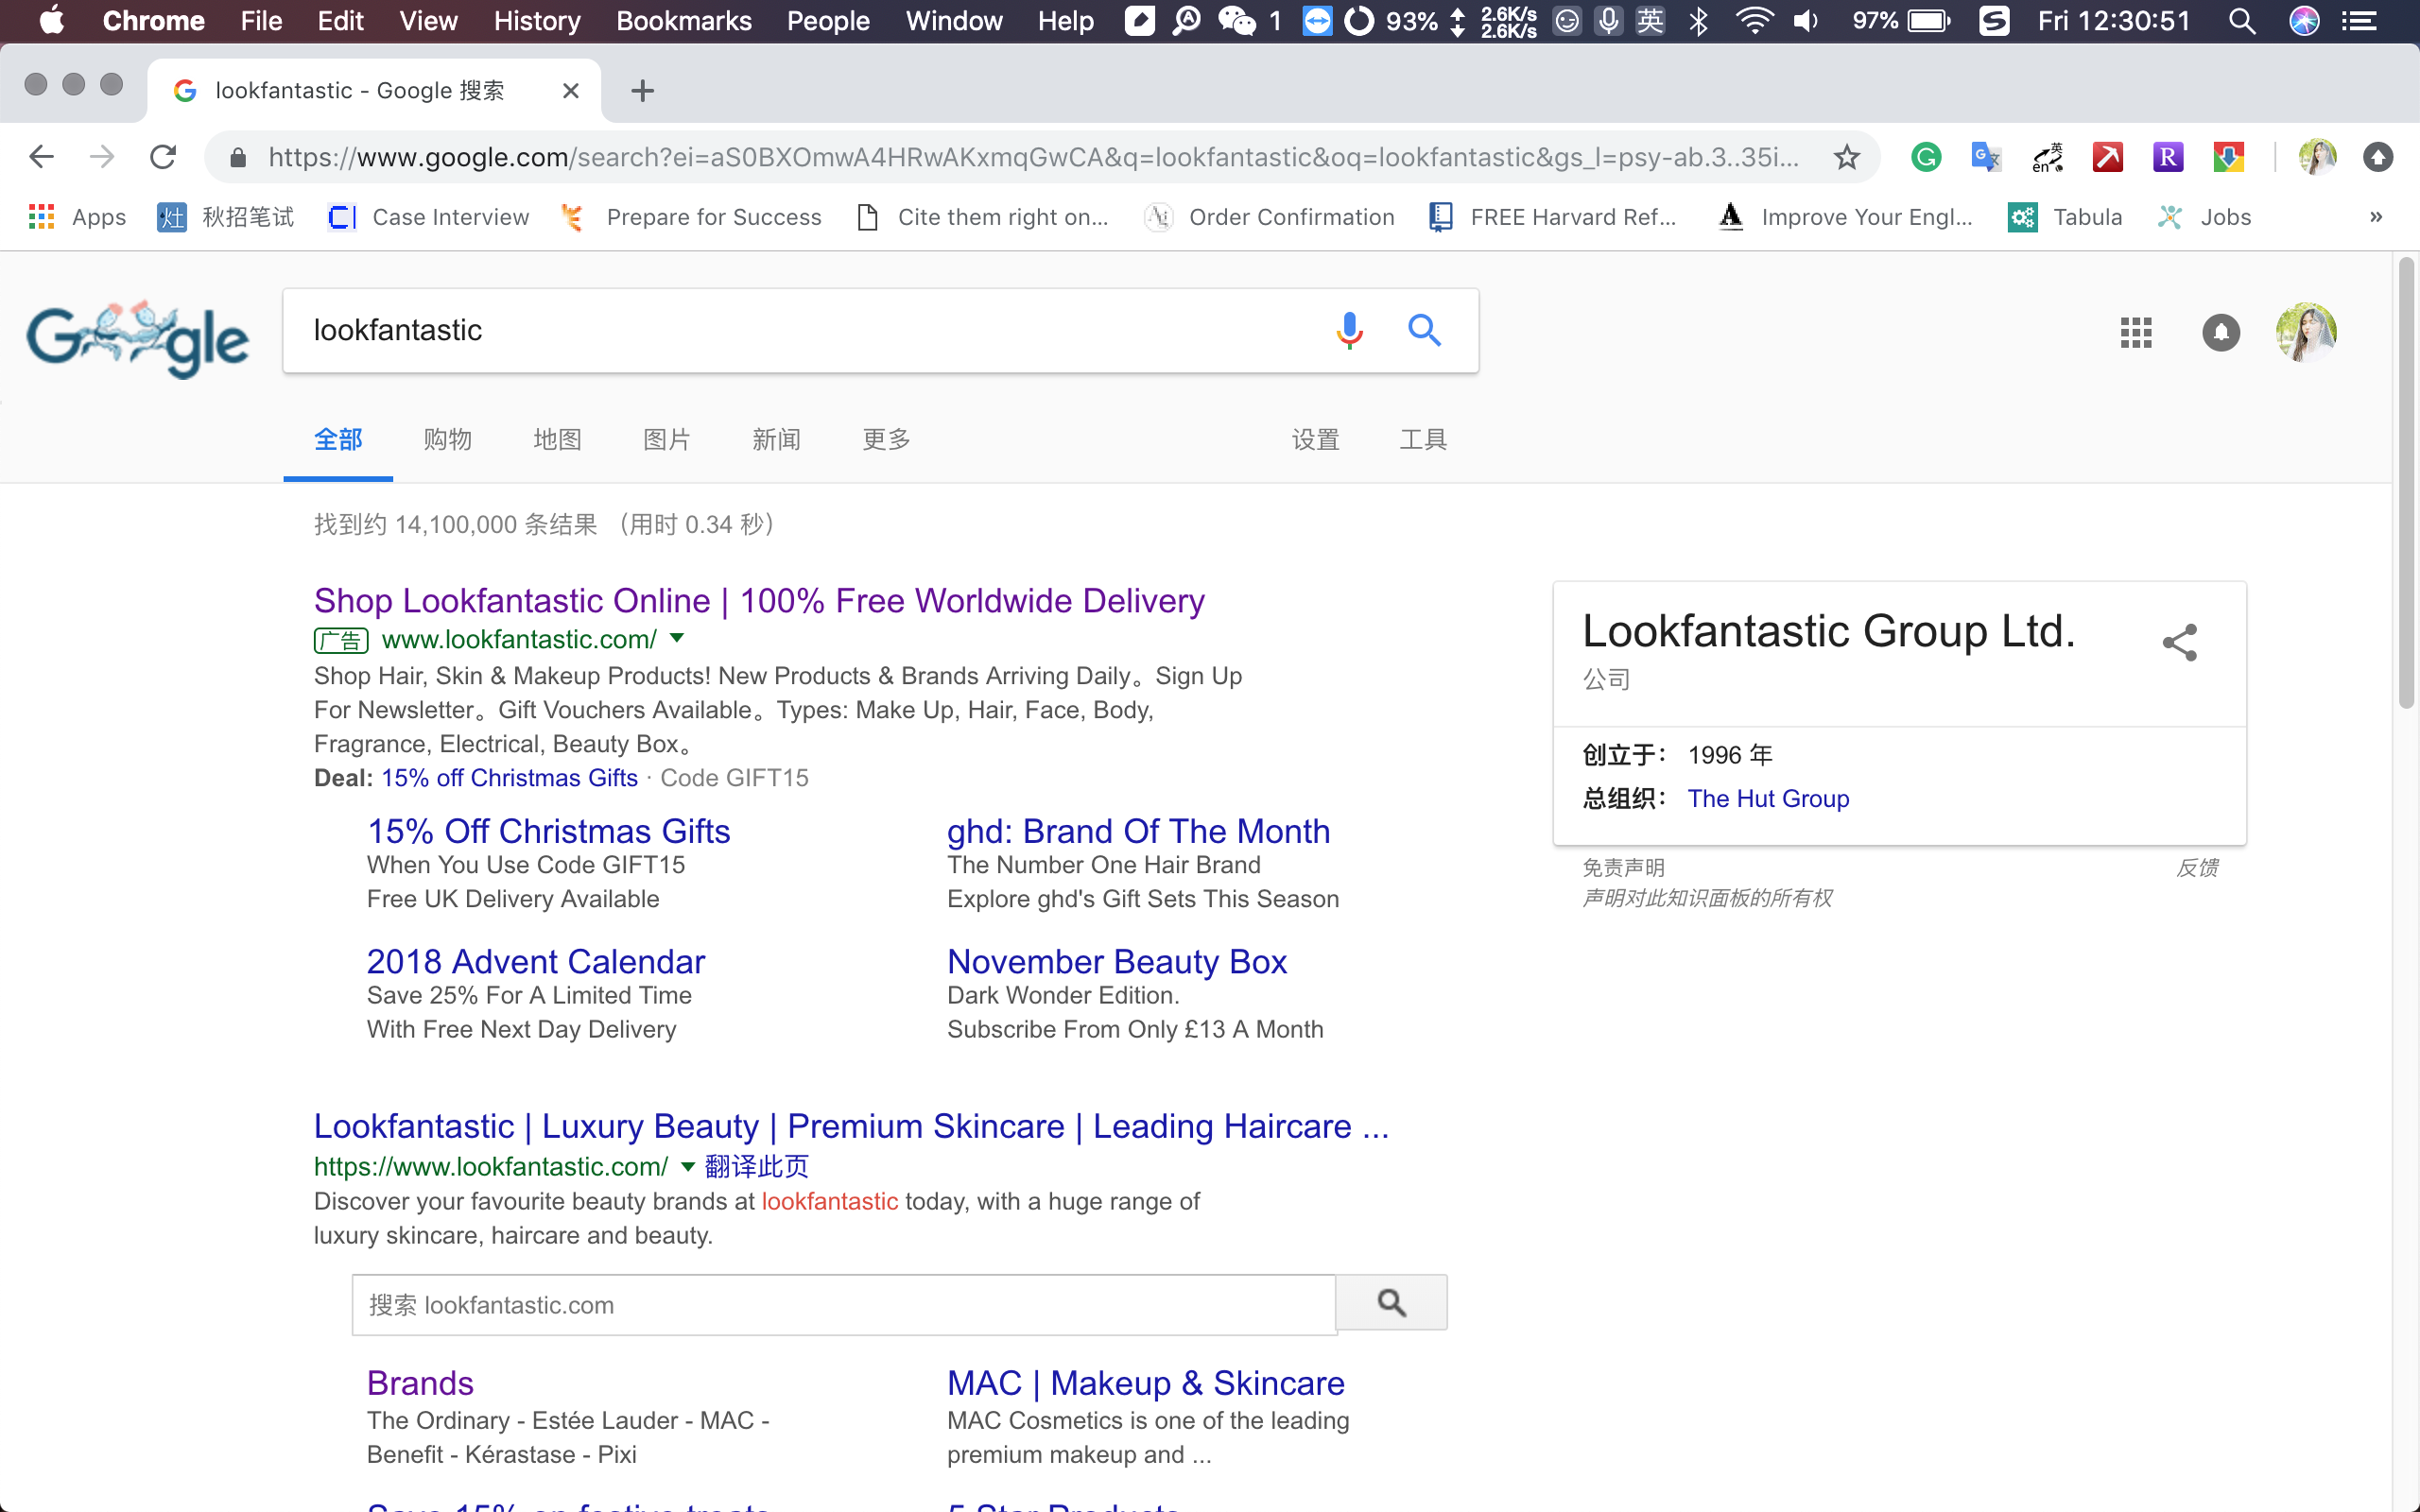 Chrome File Edit View History Bookmarks People Window Help 1 93% 2.6K/s 2.6K/s 英 97% Fri 12:30:51
lookfantastic - Google 搜索
https://www.google.com/search?ei=aS0BXOmwA4HRwAKxmqGwCA&q=lookfantastic&oq=lookfantastic&gs_l=psy-ab.3..35i...
Apps 灶 秋招笔试 Case Interview Prepare for Success Cite them right on... Order Confirmation FREE Harvard Ref... Improve Your Engl... Tabula Jobs »
Google lookfantastic
全部 购物 地图 图片 新闻 更多 设置 工具
找到约 14,100,000 条结果 （用时 0.34 秒）
Shop Lookfantastic Online | 100% Free Worldwide Delivery
广告 www.lookfantastic.com/
Shop Hair, Skin & Makeup Products! New Products & Brands Arriving Daily。Sign Up
For Newsletter。Gift Vouchers Available。Types: Make Up, Hair, Face, Body,
Fragrance, Electrical, Beauty Box。
Deal: 15% off Christmas Gifts · Code GIFT15
15% Off Christmas Gifts
When You Use Code GIFT15
Free UK Delivery Available
ghd: Brand Of The Month
The Number One Hair Brand
Explore ghd's Gift Sets This Season
2018 Advent Calendar
Save 25% For A Limited Time
With Free Next Day Delivery
November Beauty Box
Dark Wonder Edition.
Subscribe From Only £13 A Month
Lookfantastic | Luxury Beauty | Premium Skincare | Leading Haircare ...
https://www.lookfantastic.com/ 翻译此页
Discover your favourite beauty brands at lookfantastic today, with a huge range of
luxury skincare, haircare and beauty.
搜索 lookfantastic.com
Brands
The Ordinary - Estée Lauder - MAC -
Benefit - Kérastase - Pixi
MAC | Makeup & Skincare
MAC Cosmetics is one of the leading
premium makeup and ...
Save 15% on festive treats
5 Star Products
Lookfantastic Group Ltd.
公司
创立于： 1996 年
总组织： The Hut Group
免责声明 反馈
声明对此知识面板的所有权